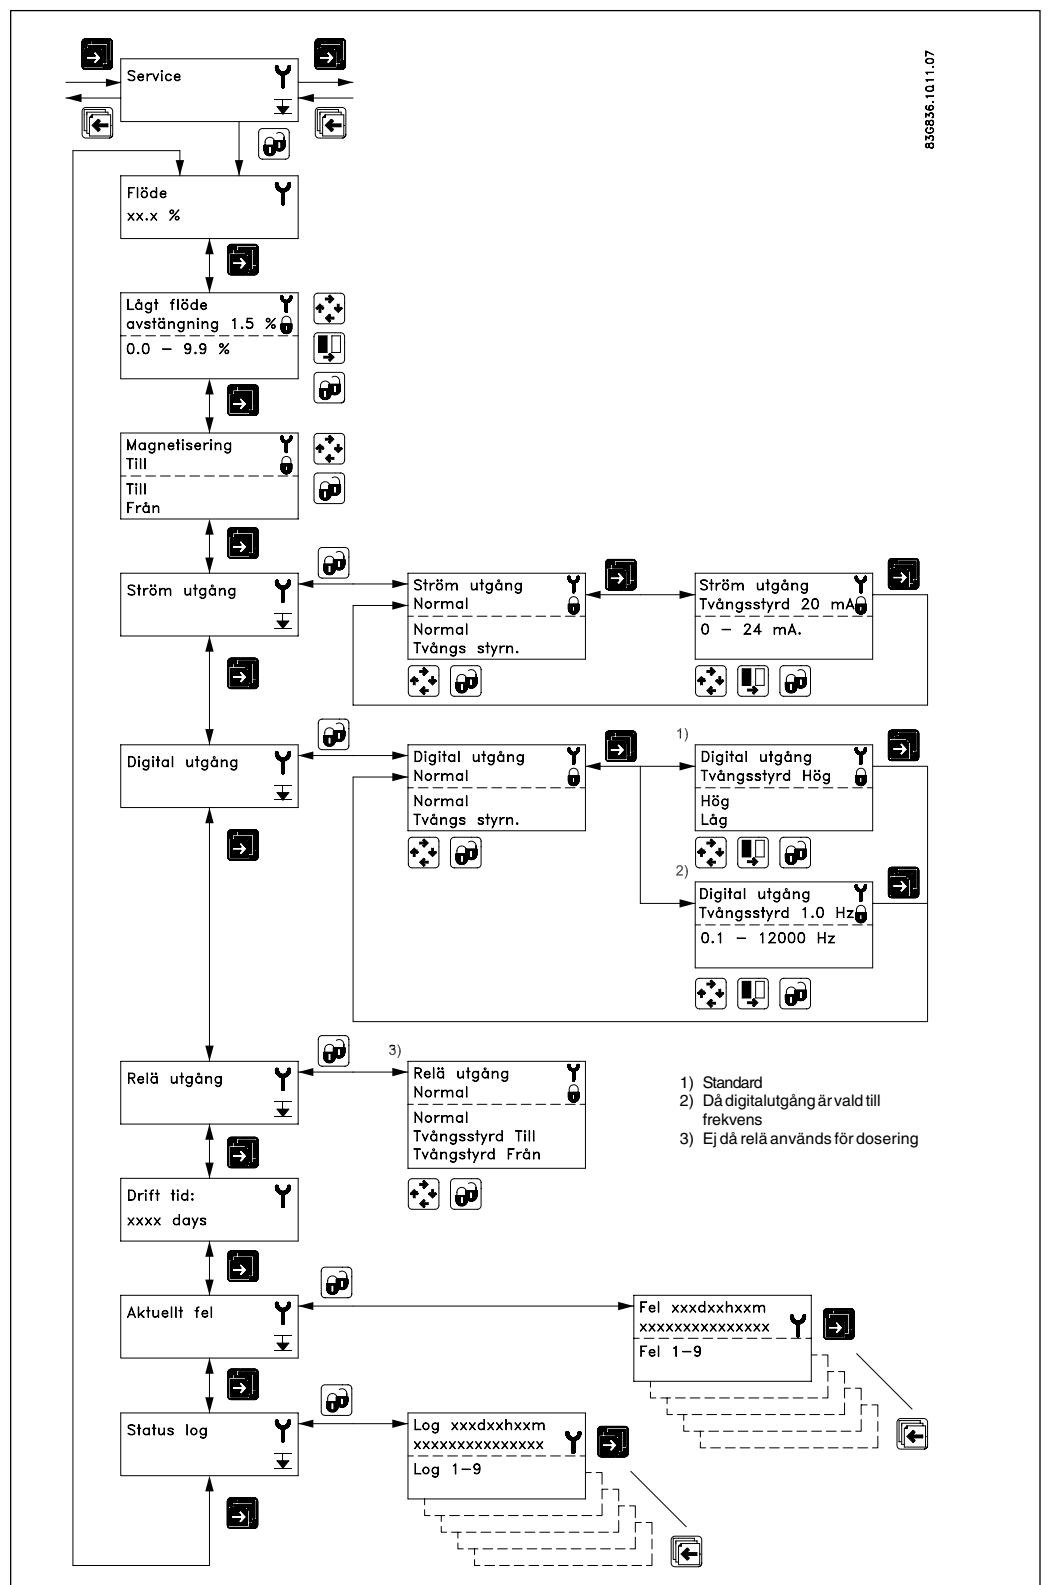 83G836.10.11.07
Service
Flöde
xx.x %
Lågt flöde
avstängning 1.5 %
0.0 – 9.9 %
Magnetisering
Till
Till
Från
Ström utgång
Ström utgång
Normal
Normal
Tvångs styrn.
Ström utgång
Tvångsstyrd 20 mA
0 – 24 mA.
Digital utgång
Digital utgång
Normal
Normal
Tvångs styrn.
1)
Digital utgång
Tvångsstyrd Hög
Hög
Låg
2)
Digital utgång
Tvångsstyrd 1.0 Hz
0.1 – 12000 Hz
Relä utgång
3)
Relä utgång
Normal
Normal
Tvångsstyrd Till
Tvångstyrd Från
1) Standard
2) Då digitalutgång är vald till
frekvens
3) Ej då relä används för dosering
Drift tid:
xxxx days
Aktuellt fel
Fel xxxdxxhxxm
xxxxxxxxxxxxxxx
Fel 1–9
Status log
Log xxxdxxhxxm
xxxxxxxxxxxxxxx
Log 1–9